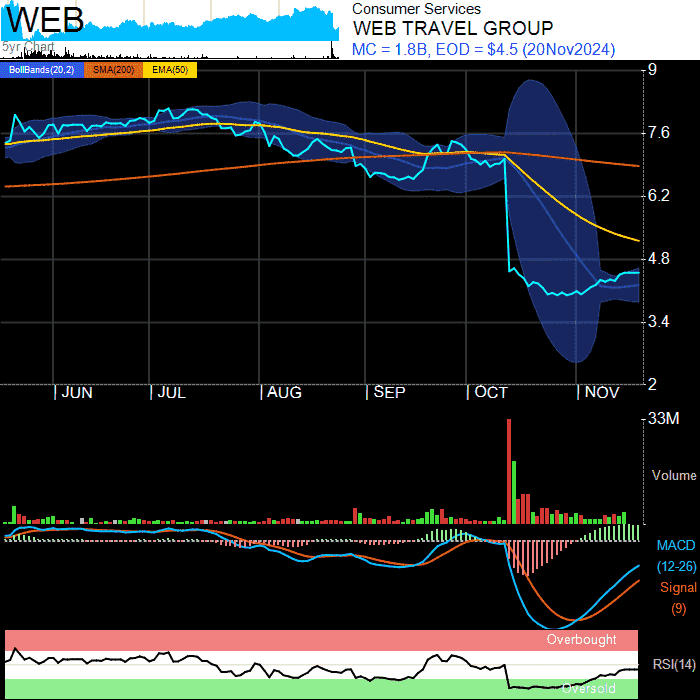 WEB
5yr Chart
Consumer Services
WEB TRAVEL GROUP
MC = 1.8B, EOD = $4.5 (20Nov2024)
BollBands(20,2) SMA(200) EMA(50)
9
7.6
6.2
4.8
3.4
2
JUN JUL AUG SEP OCT NOV
33M
Volume
MACD
(12-26)
Signal
(9)
Overbought
RSI(14)
Oversold